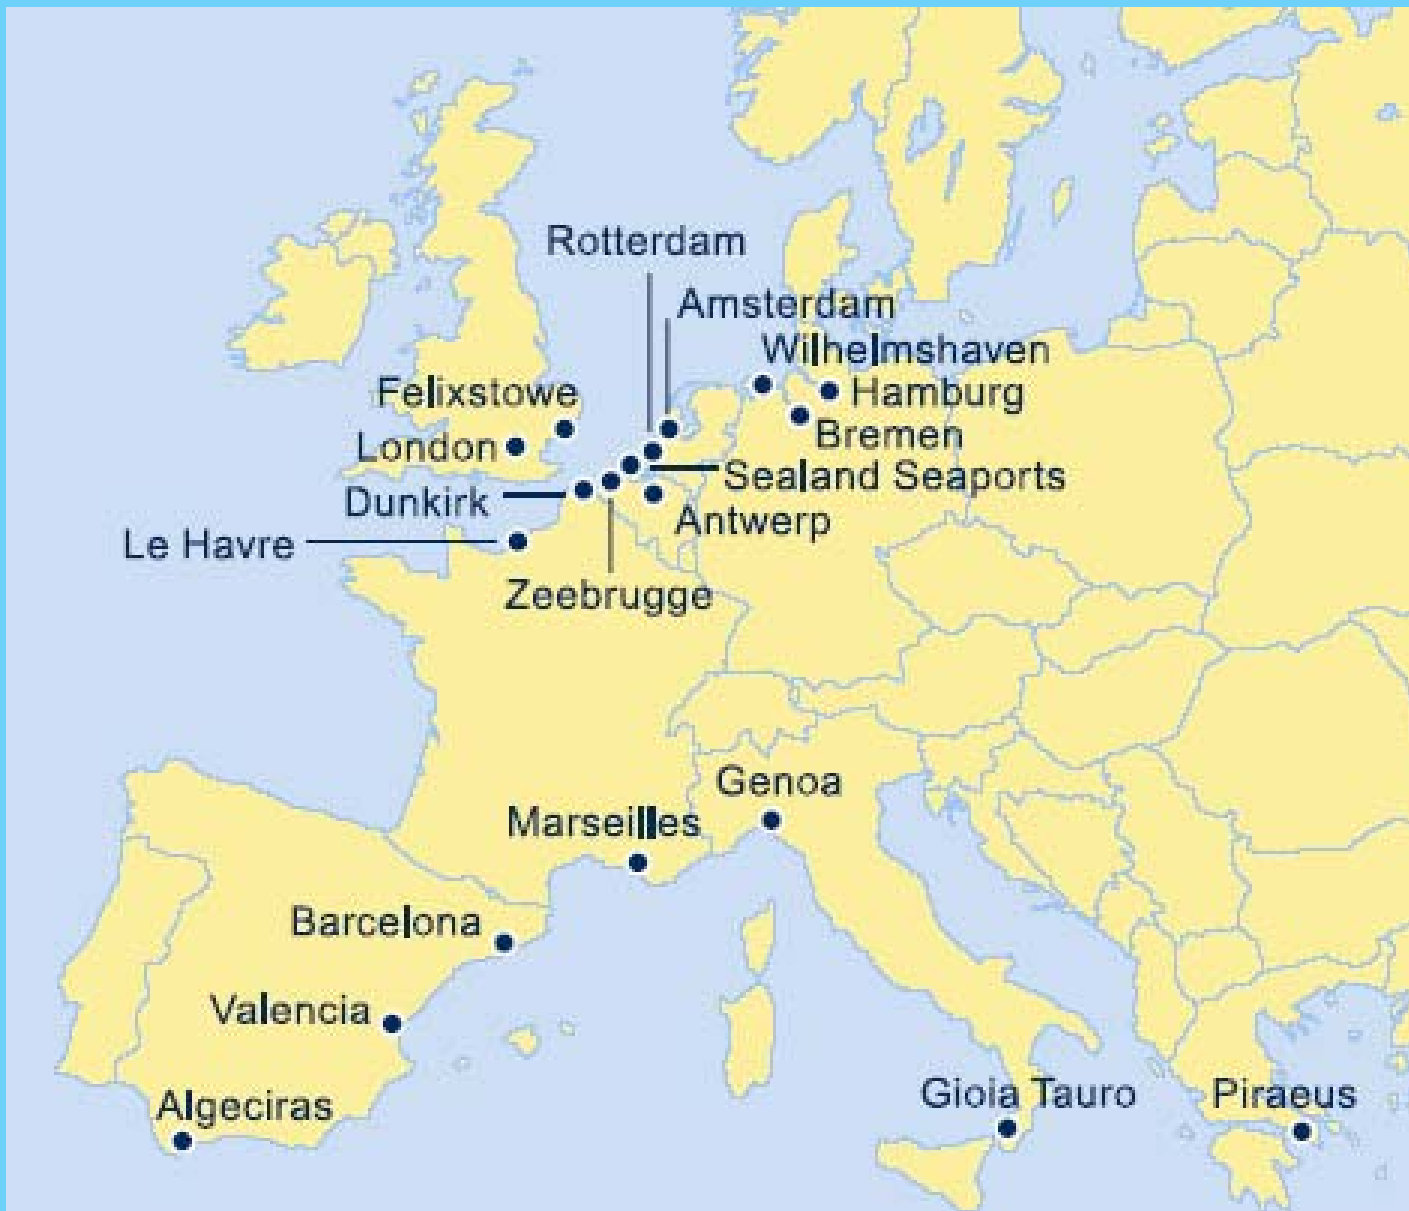 Rotterdam
Amsterdam
Wilhelmshaven
Felixstowe
Hamburg
London
Bremen
Sealand Seaports
Dunkirk
Antwerp
Le Havre
Zeebrugge
Genoa
Marseilles
Barcelona
Valencia
Algeciras
Gioia Tauro
Piraeus